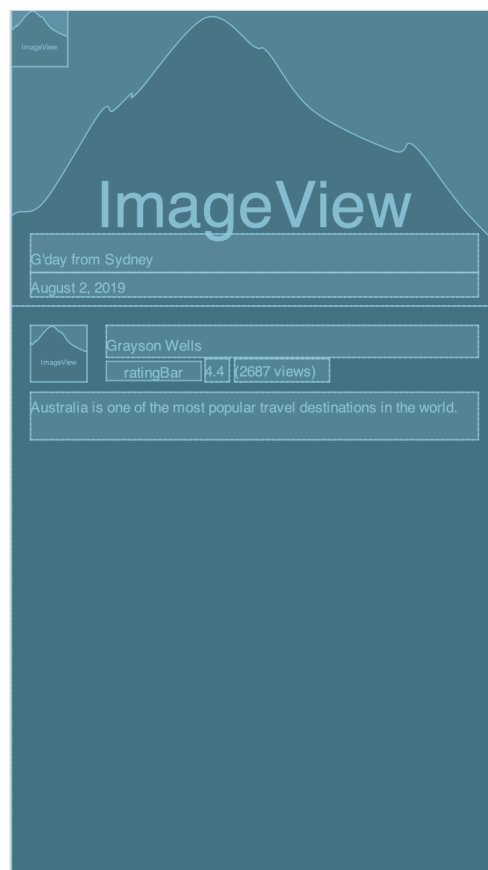 ImageView
ImageView
G'day from Sydney
August 2, 2019
ImageView
Grayson Wells
ratingBar 4.4 (2687 views)
Australia is one of the most popular travel destinations in the world.